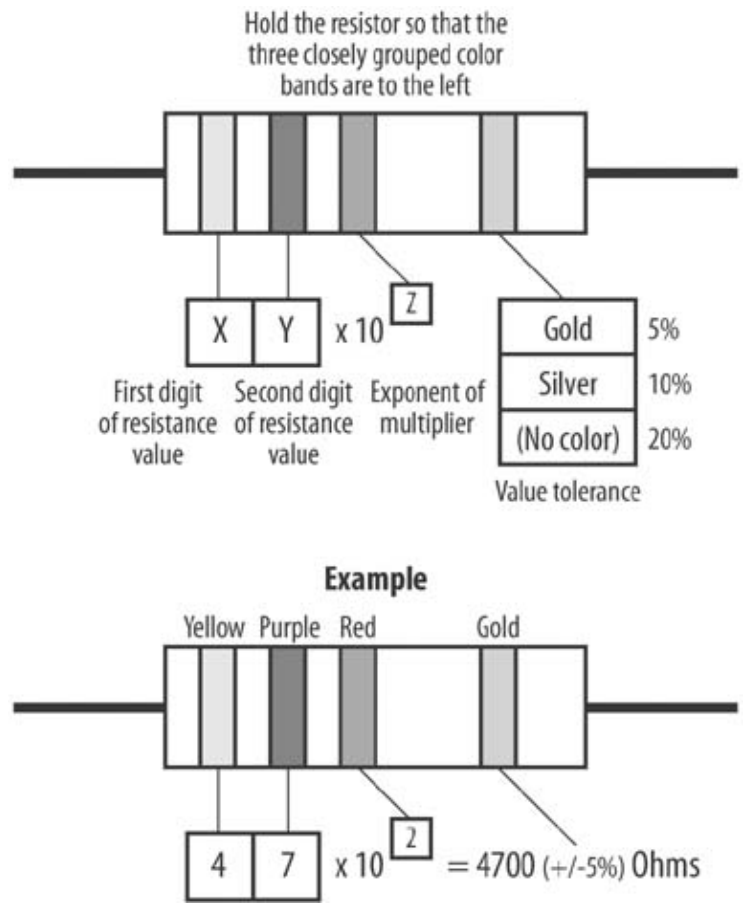 Hold the resistor so that the
three closely grouped color
bands are to the left
X Y x 10 Z
First digit
of resistance
value
Second digit
of resistance
value
Exponent of
multiplier
Gold 5%
Silver 10%
(No color) 20%
Value tolerance
Example
Yellow Purple Red Gold
4 7 x 10 2 = 4700 (+/-5%) Ohms